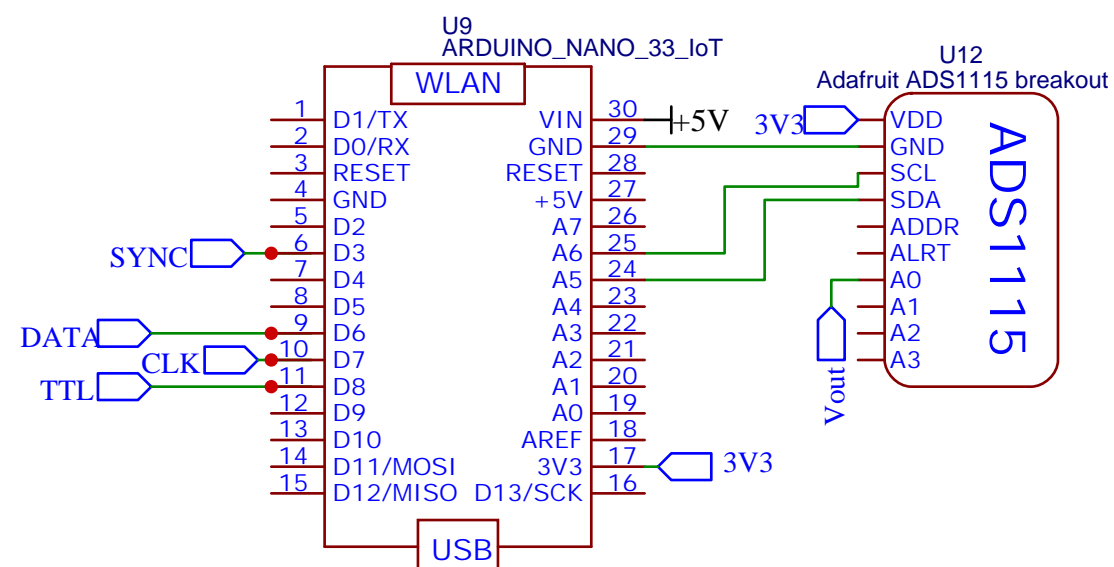 U9
ARDUINO_NANO_33_IoT
WLAN
1 D1/TX
2 D0/RX
3 RESET
4 GND
5 D2
SYNC 6 D3
7 D4
8 D5
DATA 9 D6
CLK 10 D7
TTL 11 D8
12 D9
13 D10
14 D11/MOSI
15 D12/MISO
USB
VIN 30 +5V
GND 29
RESET 28
+5V 27
A7 26
A6 25
A5 24
A4 23
A3 22
A2 21
A1 20
A0 19
AREF 18
3V3 17 3V3
D13/SCK 16
U12
Adafruit ADS1115 breakout
3V3 VDD
GND
SCL
SDA
ADDR
ALRT
A0
A1
A2
A3
Vout
ADS1115